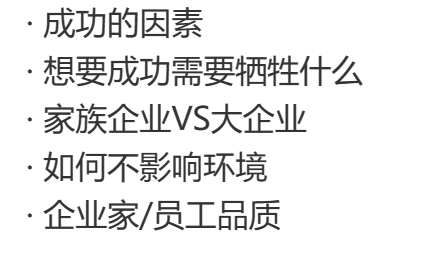 · 成功的因素
· 想要成功需要牺牲什么
· 家族企业VS大企业
· 如何不影响环境
· 企业家/员工品质